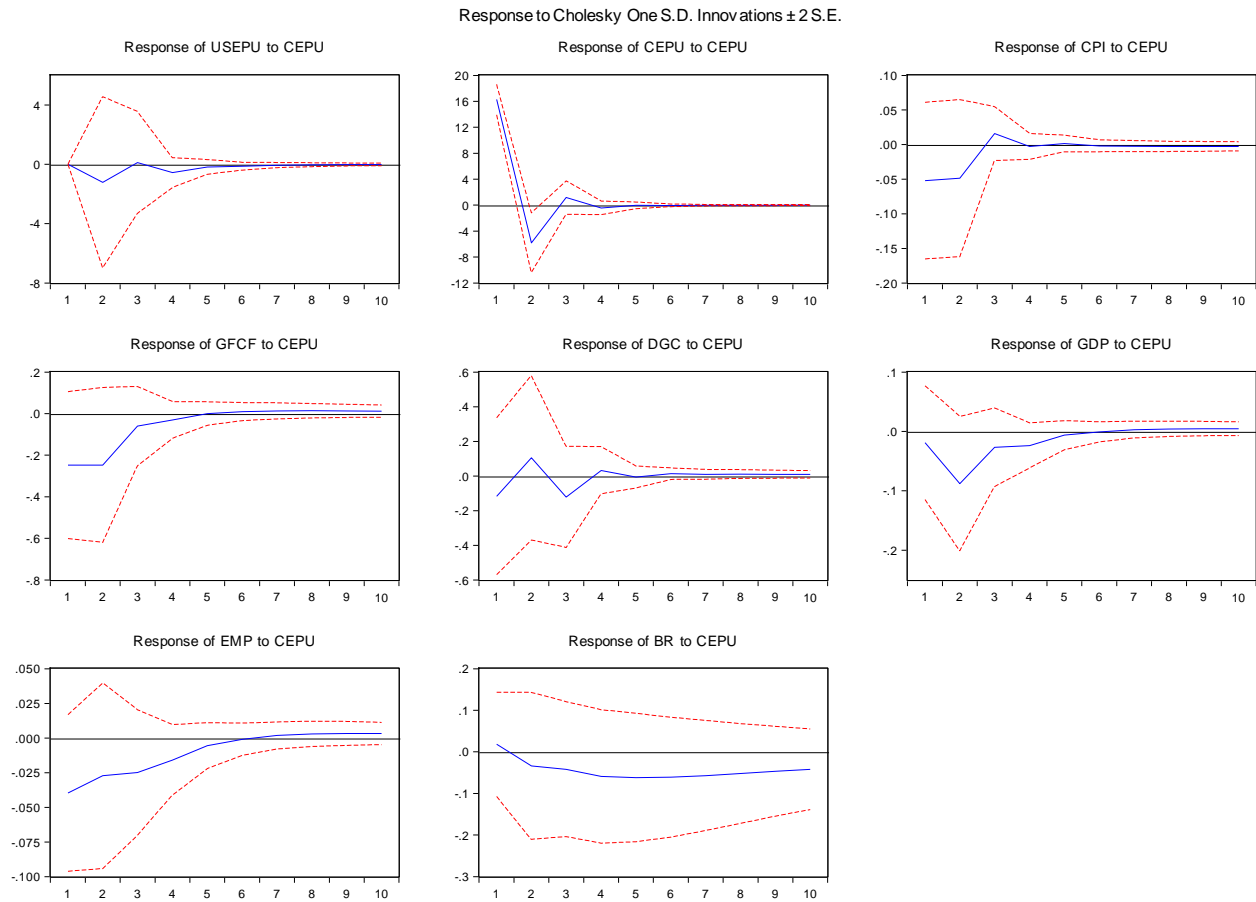 Response to Cholesky One S.D. Innovations ± 2 S.E.
Response of USEPU to CEPU
4
0
-4
-8
1 2 3 4 5 6 7 8 9 10
Response of CEPU to CEPU
20
16
12
8
4
0
-4
-8
-12
1 2 3 4 5 6 7 8 9 10
Response of CPI to CEPU
.10
.05
.00
-.05
-.10
-.15
-.20
1 2 3 4 5 6 7 8 9 10
Response of GFCF to CEPU
.2
.0
-.2
-.4
-.6
-.8
1 2 3 4 5 6 7 8 9 10
Response of DGC to CEPU
.6
.4
.2
.0
-.2
-.4
-.6
1 2 3 4 5 6 7 8 9 10
Response of GDP to CEPU
.1
.0
-.1
-.2
1 2 3 4 5 6 7 8 9 10
Response of EMP to CEPU
.050
.025
.000
-.025
-.050
-.075
-.100
1 2 3 4 5 6 7 8 9 10
Response of BR to CEPU
.2
.1
.0
-.1
-.2
-.3
1 2 3 4 5 6 7 8 9 10